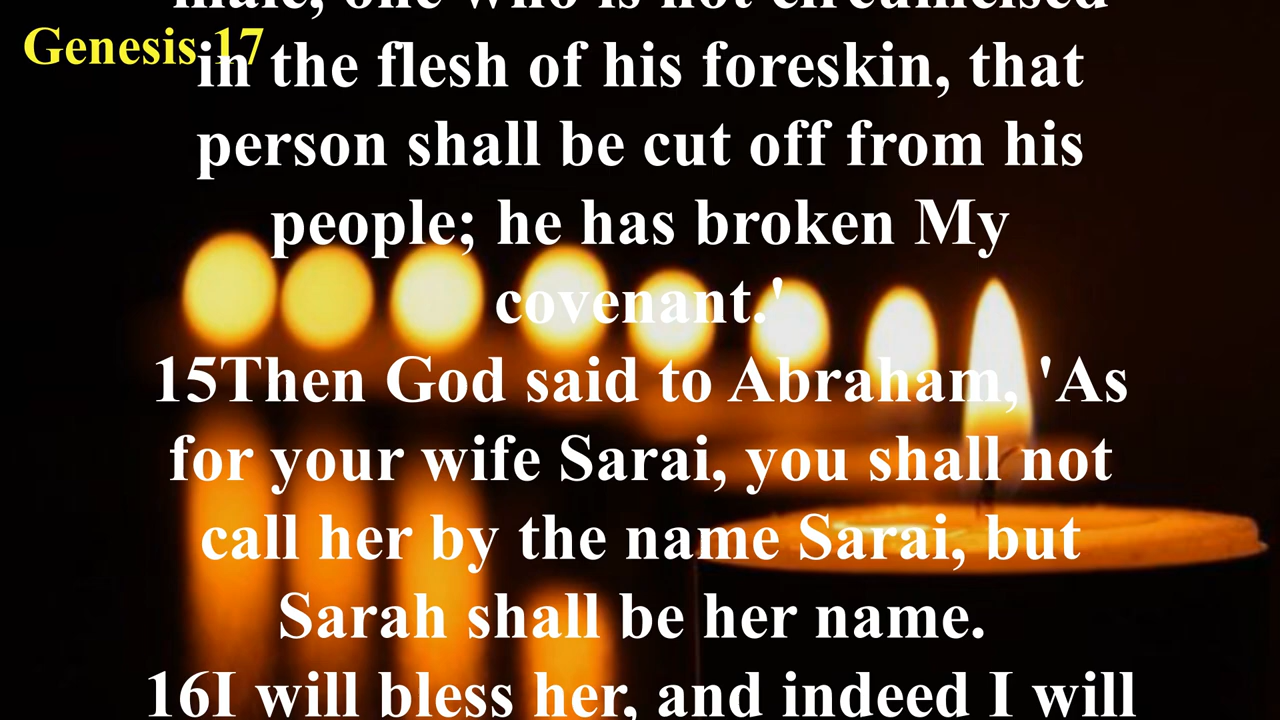 male, one who is not circumcised
Genesis 17
in the flesh of his foreskin, that
person shall be cut off from his
people; he has broken My
covenant.'
15Then God said to Abraham, 'As
for your wife Sarai, you shall not
call her by the name Sarai, but
Sarah shall be her name.
16I will bless her, and indeed I will